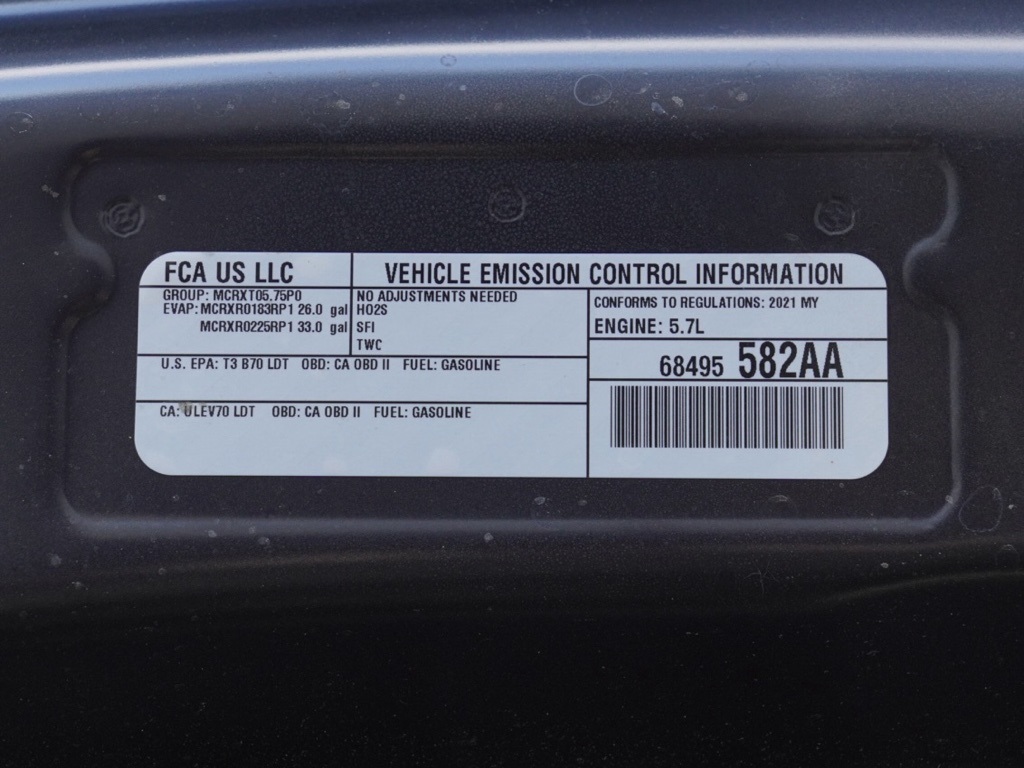 FCA US LLC
VEHICLE EMISSION CONTROL INFORMATION
GROUP: MCRXT05.75P0
EVAP: MCRXR0183RP1 26.0 gal
MCRXR0225RP1 33.0 gal
NO ADJUSTMENTS NEEDED
HO2S
SFI
TWC
CONFORMS TO REGULATIONS: 2021 MY
ENGINE: 5.7L
68495 582AA
U.S. EPA: T3 B70 LDT OBD: CA OBD II FUEL: GASOLINE
CA: ULEV70 LDT OBD: CA OBD II FUEL: GASOLINE